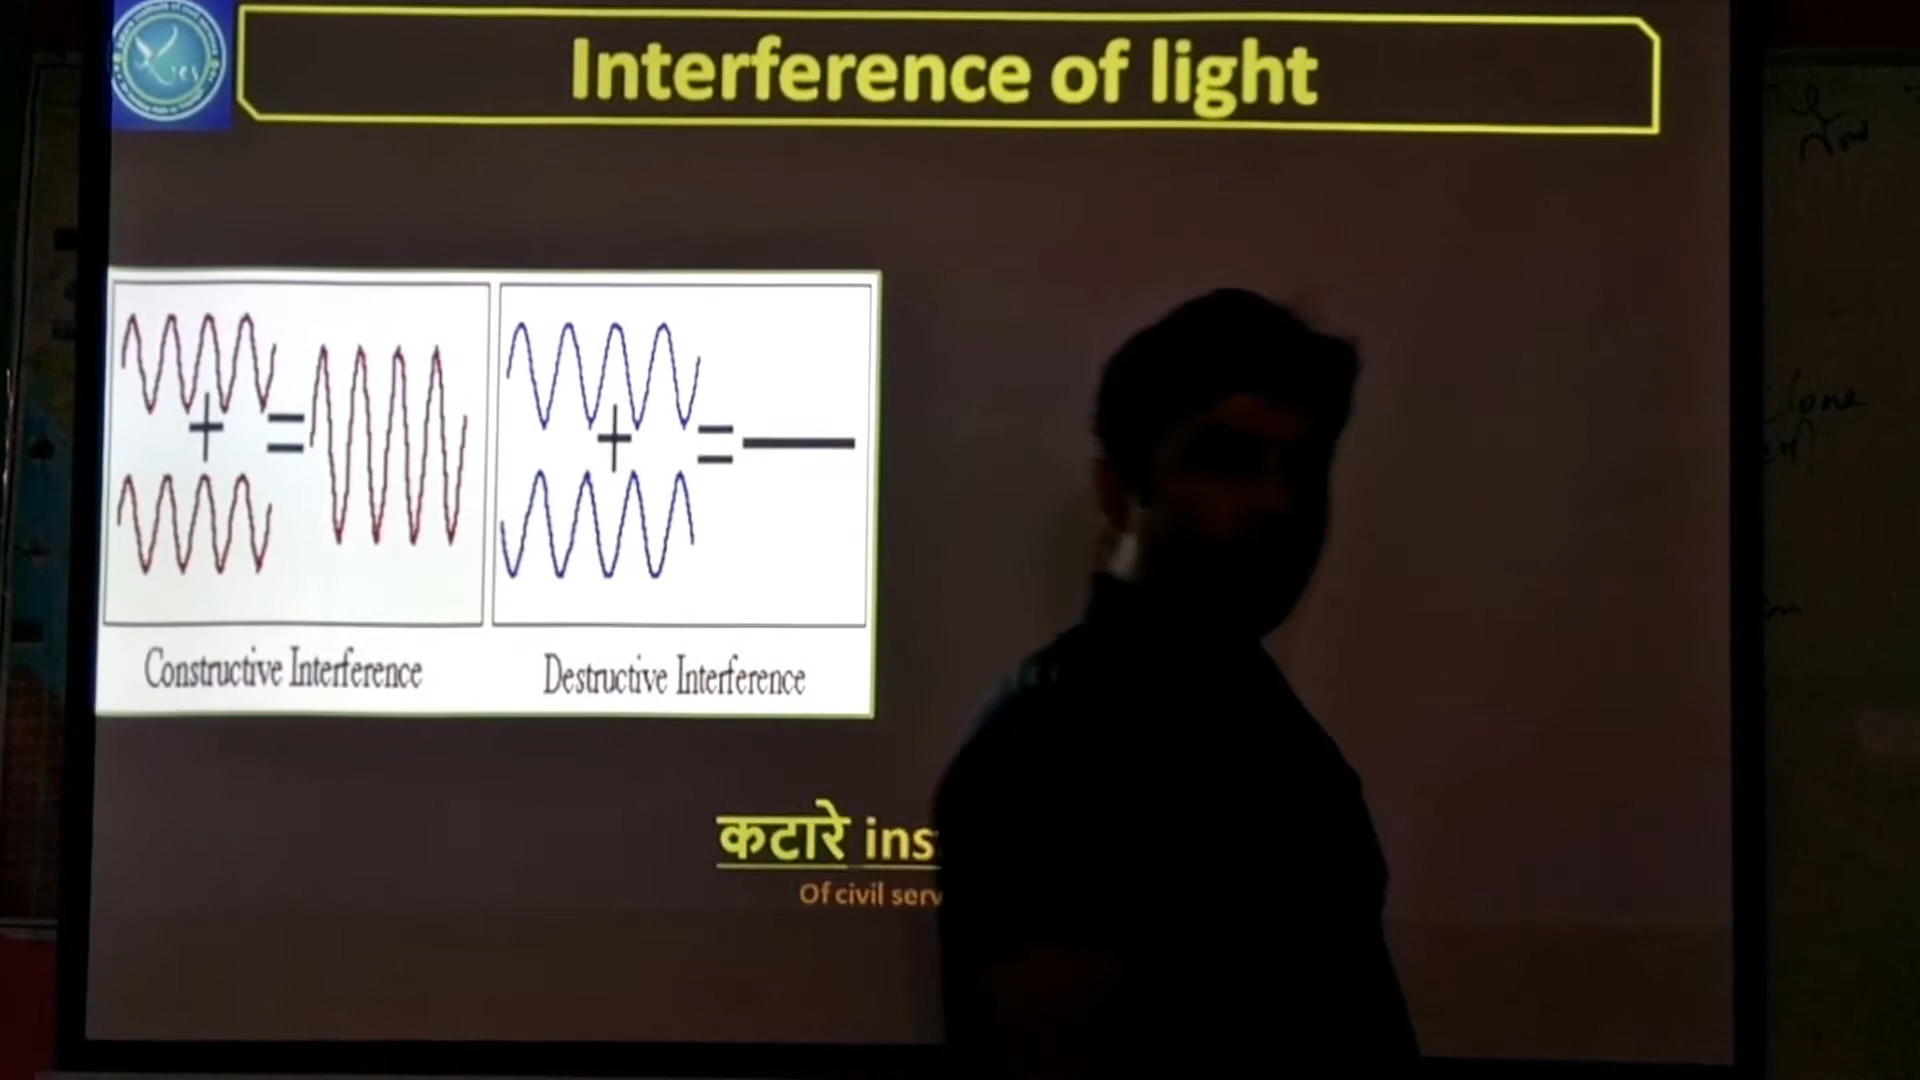 Interference of light
Constructive Interference
Destructive Interference
कटारे ins
Of civil serv